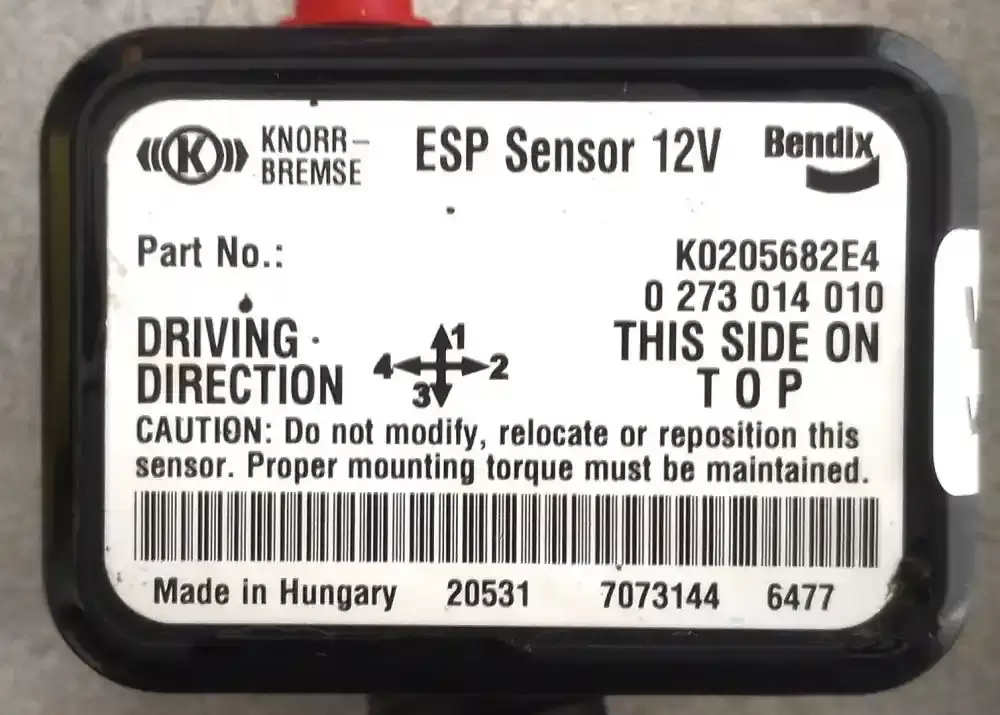 KNORR-
BREMSE
ESP Sensor 12V
Bendix
Part No.:
K0205682E4
0 273 014 010
DRIVING
DIRECTION
1
4 2
3
THIS SIDE ON
TOP
CAUTION: Do not modify, relocate or reposition this
sensor. Proper mounting torque must be maintained.
Made in Hungary 20531 7073144 6477